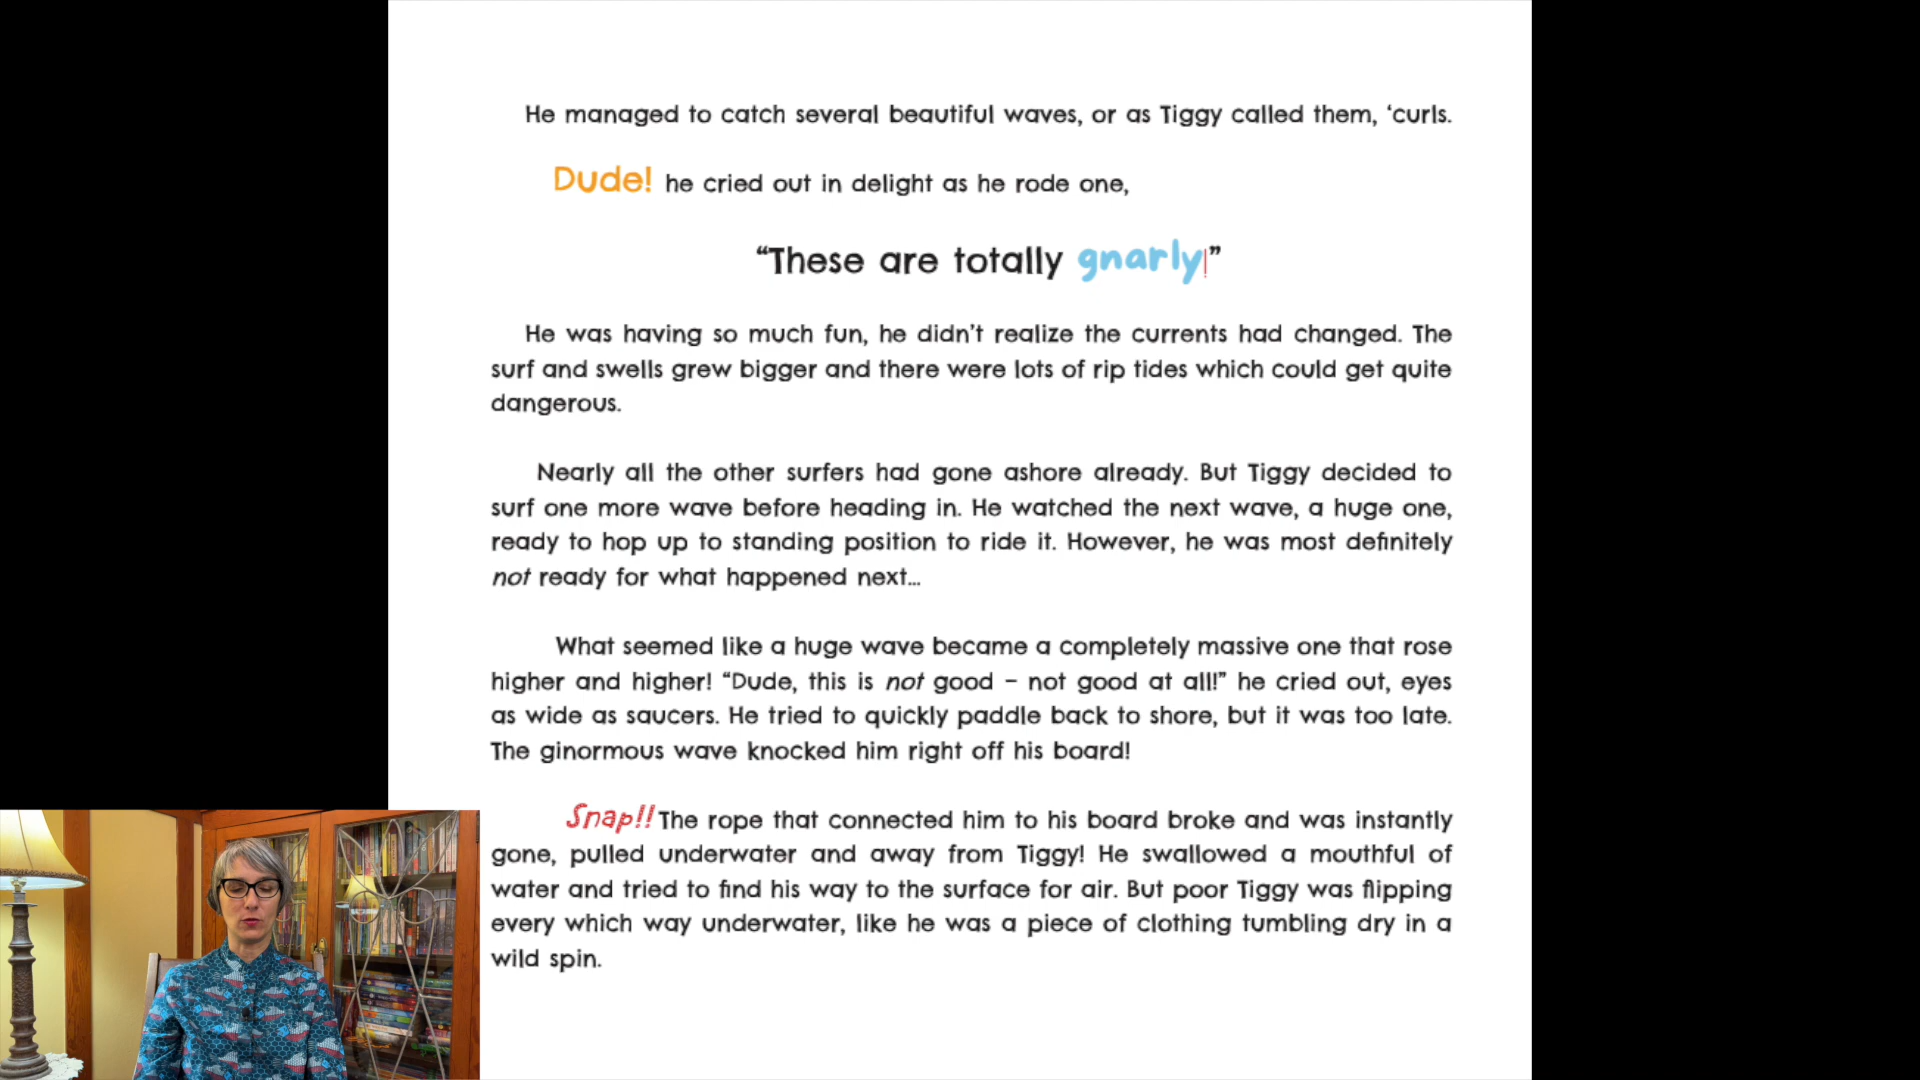 He managed to catch several beautiful waves, or as Tiggy called them, ‘curls.
Dude! he cried out in delight as he rode one,
“These are totally gnarly!”
He was having so much fun, he didn’t realize the currents had changed. The
surf and swells grew bigger and there were lots of rip tides which could get quite
dangerous.
Nearly all the other surfers had gone ashore already. But Tiggy decided to
surf one more wave before heading in. He watched the next wave, a huge one,
ready to hop up to standing position to ride it. However, he was most definitely
not ready for what happened next...
What seemed like a huge wave became a completely massive one that rose
higher and higher! “Dude, this is not good – not good at all!” he cried out, eyes
as wide as saucers. He tried to quickly paddle back to shore, but it was too late.
The ginormous wave knocked him right off his board!
Snap!! The rope that connected him to his board broke and was instantly
gone, pulled underwater and away from Tiggy! He swallowed a mouthful of
water and tried to find his way to the surface for air. But poor Tiggy was flipping
every which way underwater, like he was a piece of clothing tumbling dry in a
wild spin.